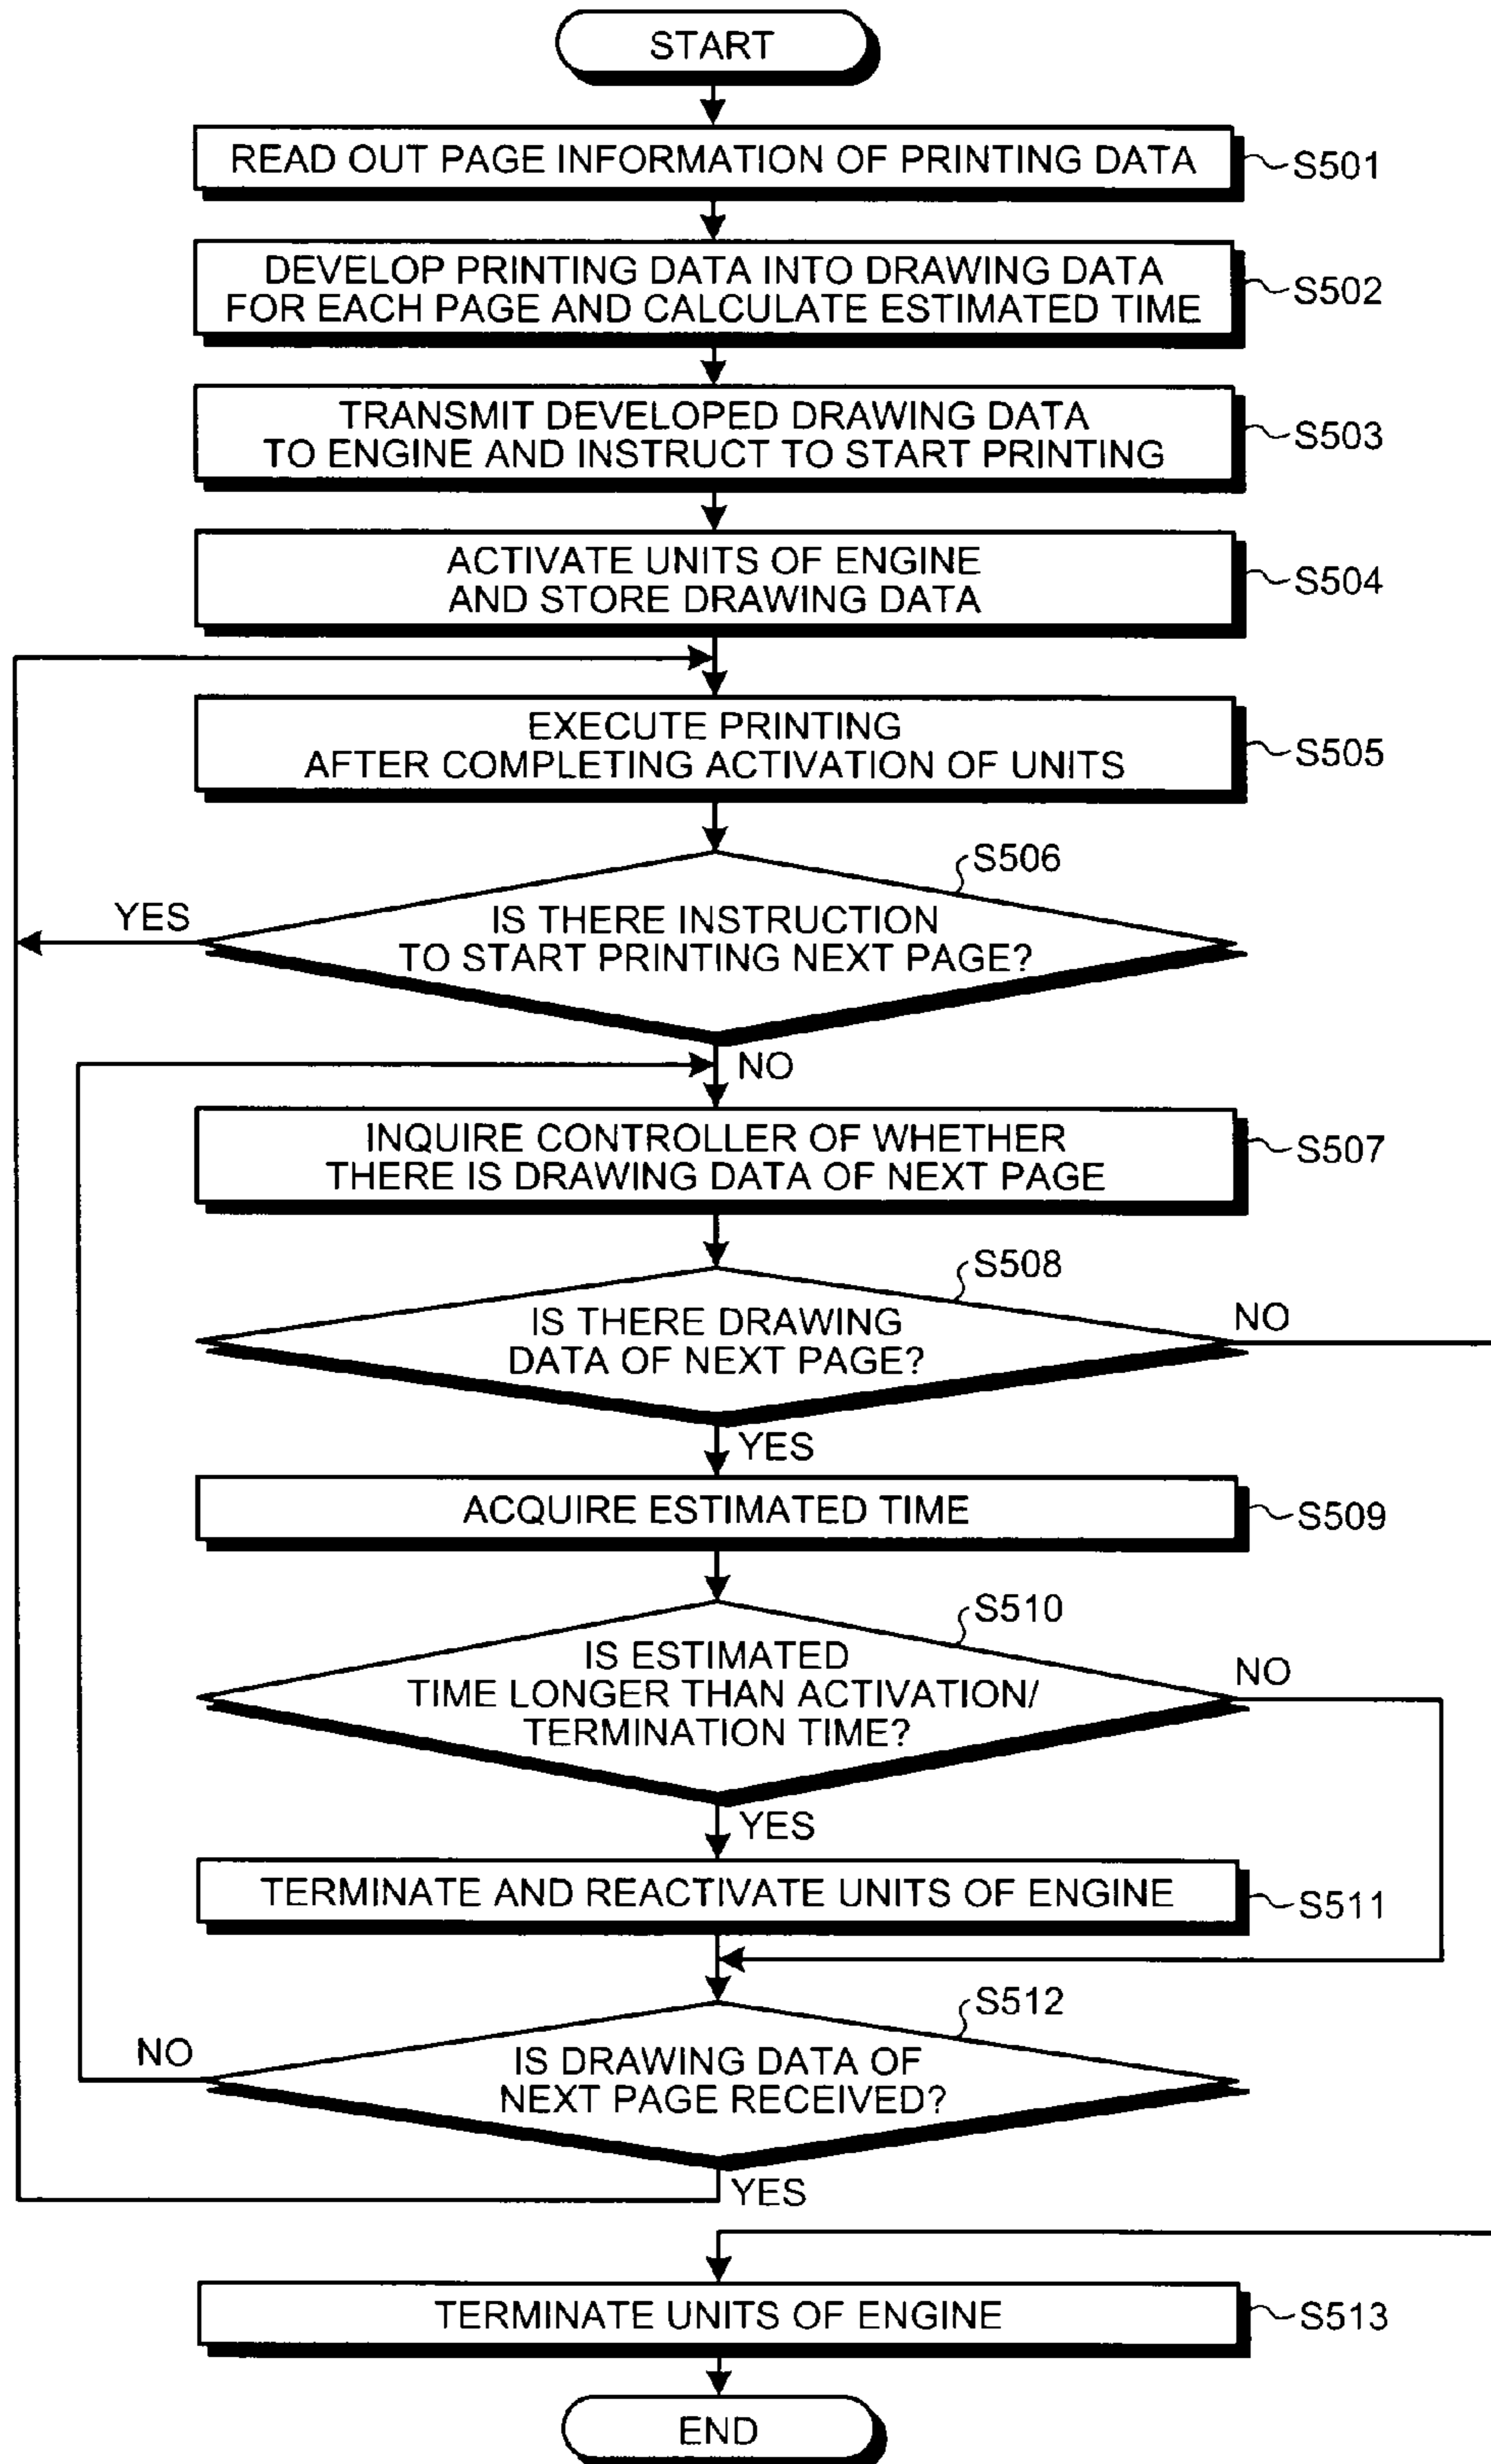 START
READ OUT PAGE INFORMATION OF PRINTING DATA
S501
DEVELOP PRINTING DATA INTO DRAWING DATA
FOR EACH PAGE AND CALCULATE ESTIMATED TIME
S502
TRANSMIT DEVELOPED DRAWING DATA
TO ENGINE AND INSTRUCT TO START PRINTING
S503
ACTIVATE UNITS OF ENGINE
AND STORE DRAWING DATA
S504
EXECUTE PRINTING
AFTER COMPLETING ACTIVATION OF UNITS
S505
S506
YES
IS THERE INSTRUCTION
TO START PRINTING NEXT PAGE?
NO
INQUIRE CONTROLLER OF WHETHER
THERE IS DRAWING DATA OF NEXT PAGE
S507
S508
IS THERE DRAWING
DATA OF NEXT PAGE?
NO
YES
ACQUIRE ESTIMATED TIME
S509
S510
IS ESTIMATED
TIME LONGER THAN ACTIVATION/
TERMINATION TIME?
NO
YES
TERMINATE AND REACTIVATE UNITS OF ENGINE
S511
S512
NO
IS DRAWING DATA OF
NEXT PAGE RECEIVED?
YES
TERMINATE UNITS OF ENGINE
S513
END